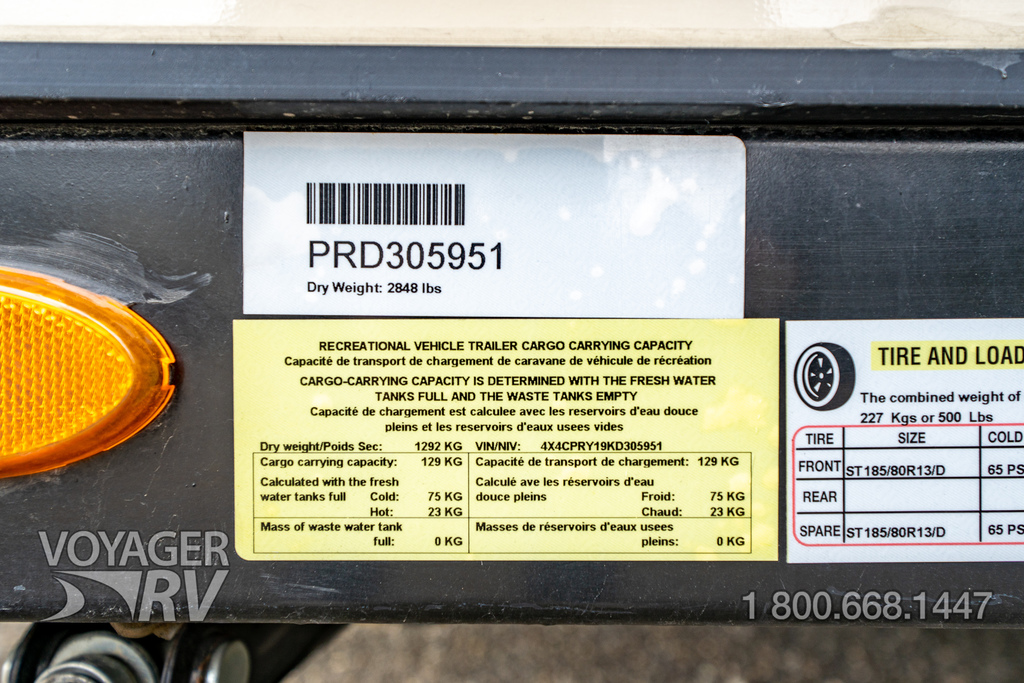 PRD305951
Dry Weight: 2848 lbs
RECREATIONAL VEHICLE TRAILER CARGO CARRYING CAPACITY
Capacité de transport de chargement de caravane de véhicule de récréation
CARGO-CARRYING CAPACITY IS DETERMINED WITH THE FRESH WATER
TANKS FULL AND THE WASTE TANKS EMPTY
Capacité de chargement est calculee avec les reservoirs d'eau douce
pleins et les reservoirs d'eaux usees vides
Dry weight/Poids Sec: 1292 KG VIN/NIV: 4X4CPRY19KD305951
Cargo carrying capacity: 129 KG Capacité de transport de chargement: 129 KG
Calculated with the fresh Calculé ave les réservoirs d'eau
water tanks full Cold: 75 KG douce pleins Froid: 75 KG
Hot: 23 KG Chaud: 23 KG
Mass of waste water tank Masses de réservoirs d'eaux usees
full: 0 KG pleins: 0 KG
TIRE AND LOAD
The combined weight of
227 Kgs or 500 Lbs
TIRE SIZE COLD
FRONT ST185/80R13/D 65 PS
REAR
SPARE ST185/80R13/D 65 PS
VOYAGER
RV
1 800.668.1447